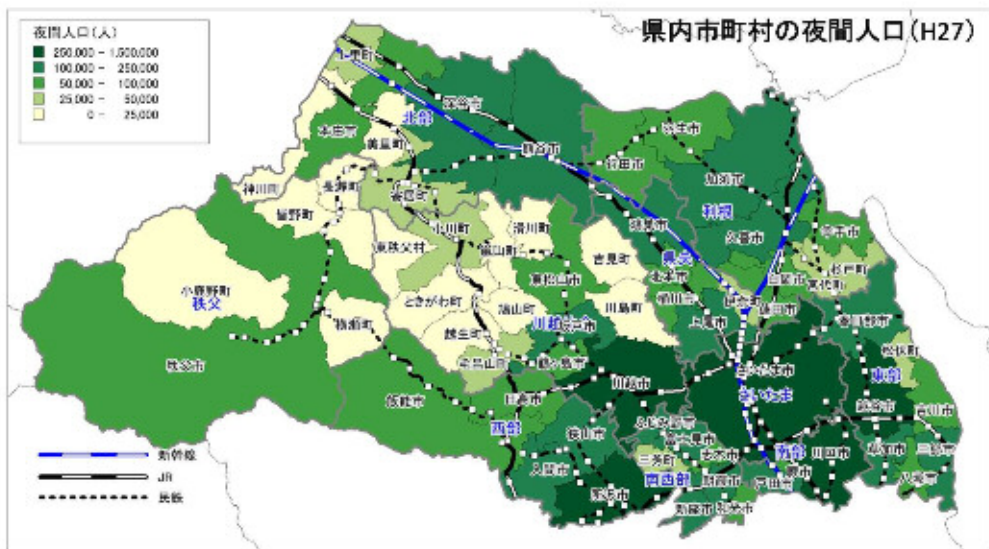 県内市町村の夜間人口(H27)
夜間人口(人)
250,000 - 1,500,000
100,000 - 250,000
50,000 - 100,000
25,000 - 50,000
0 - 25,000
上里町
深谷市
北部
本庄市
美里町
熊谷市
羽生市
行田市
加須市
神川町
長瀞町
寄居町
利根
皆野町
小川町
滑川町
鴻巣市
久喜市
幸手市
東秩父村
嵐山町
吉見町
県央
北本市
杉戸町
白岡市
宮代町
東松山市
小鹿野町
秩父
ときがわ町
鳩山町
川島町
桶川市
伊奈町
蓮田市
横瀬町
越生町
坂戸市
上尾市
春日部市
松伏町
毛呂山町
鶴ヶ島市
秩父市
さいたま市
東部
飯能市
日高市
川越市
さいたま
越谷市
吉川市
西部
ふじみ野市
狭山市
富士見市
南部
川口市
草加市
三郷市
入間市
三芳町
志木市
蕨市
戸田市
南西部
朝霞市
八潮市
所沢市
新座市
和光市
新幹線
JR
民鉄